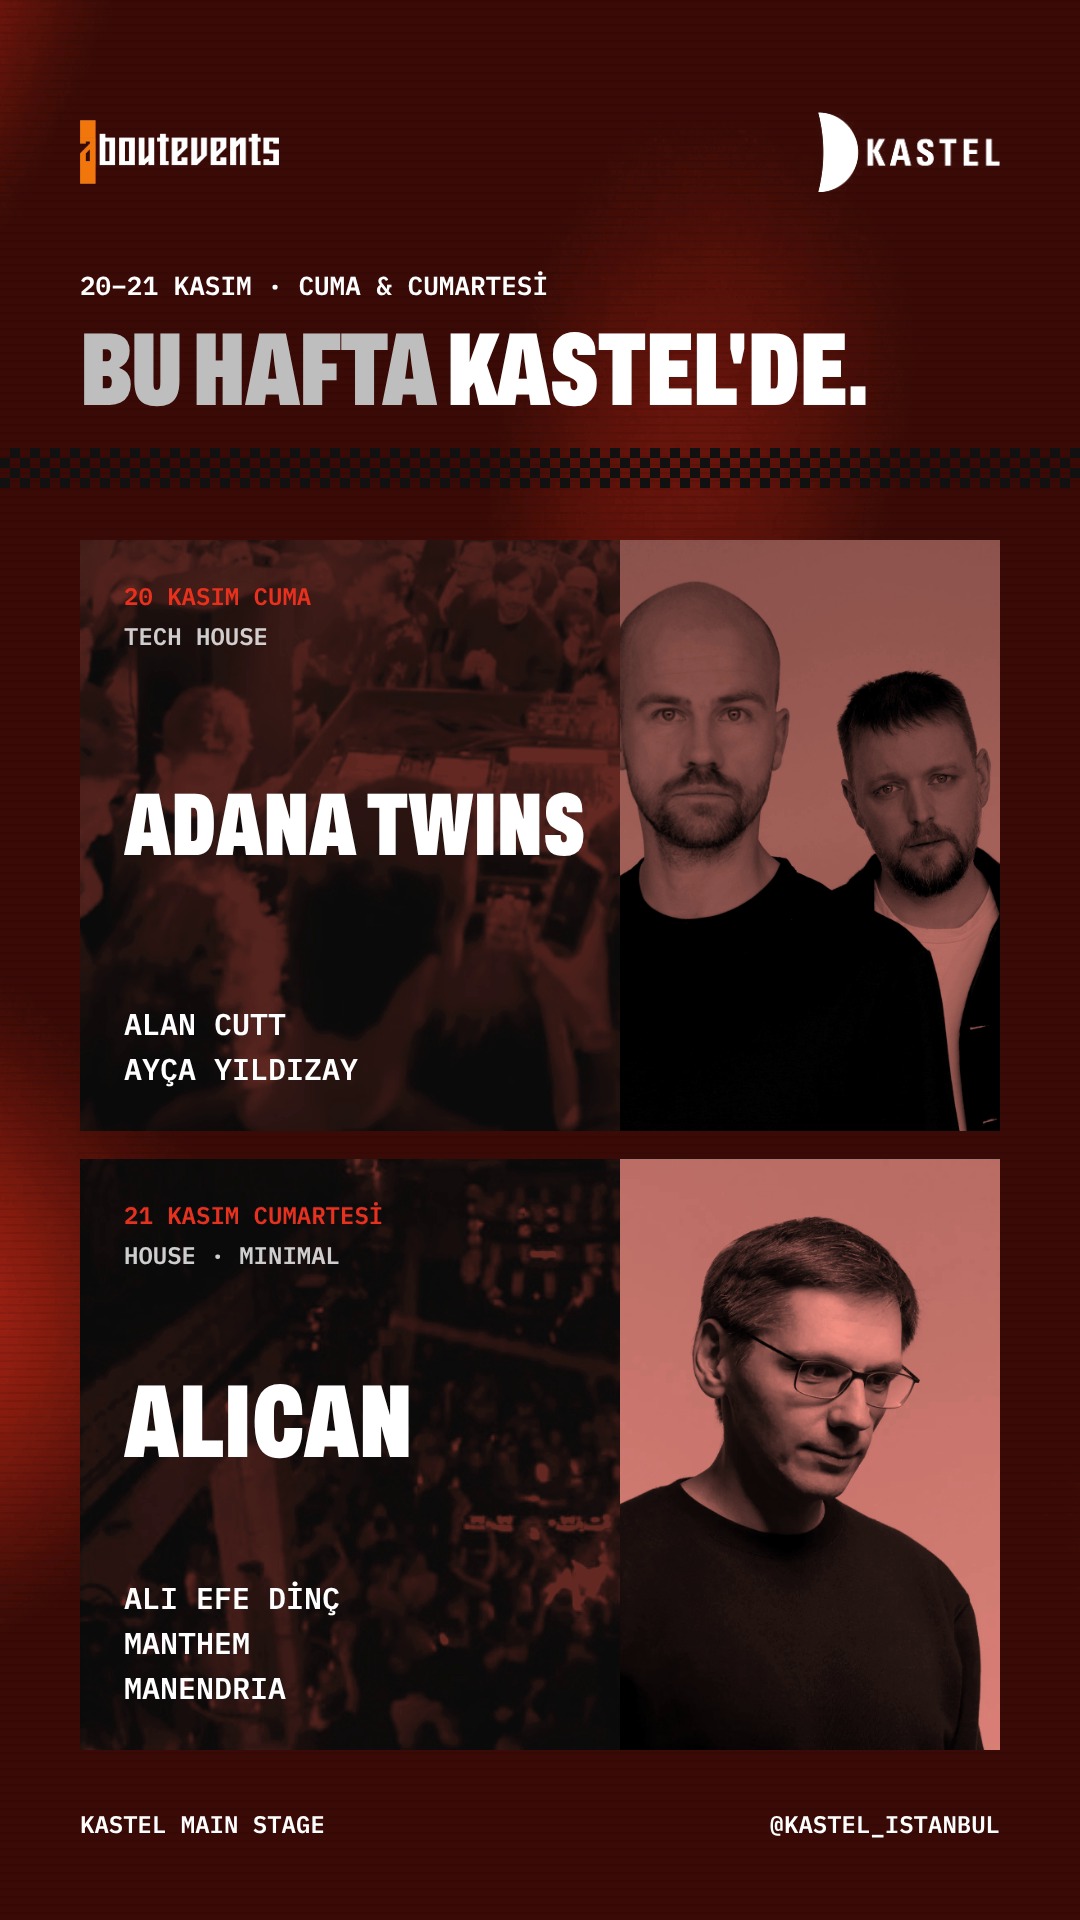 aboutevents
KASTEL
20–21 KASIM · CUMA & CUMARTESİ
BU HAFTA KASTEL'DE.
20 KASIM CUMA
TECH HOUSE
ADANA TWINS
ALAN CUTT
AYÇA YILDIZAY
21 KASIM CUMARTESİ
HOUSE · MINIMAL
ALICAN
ALI EFE DİNÇ
MANTHEM
MANENDRIA
KASTEL MAIN STAGE
@KASTEL_ISTANBUL